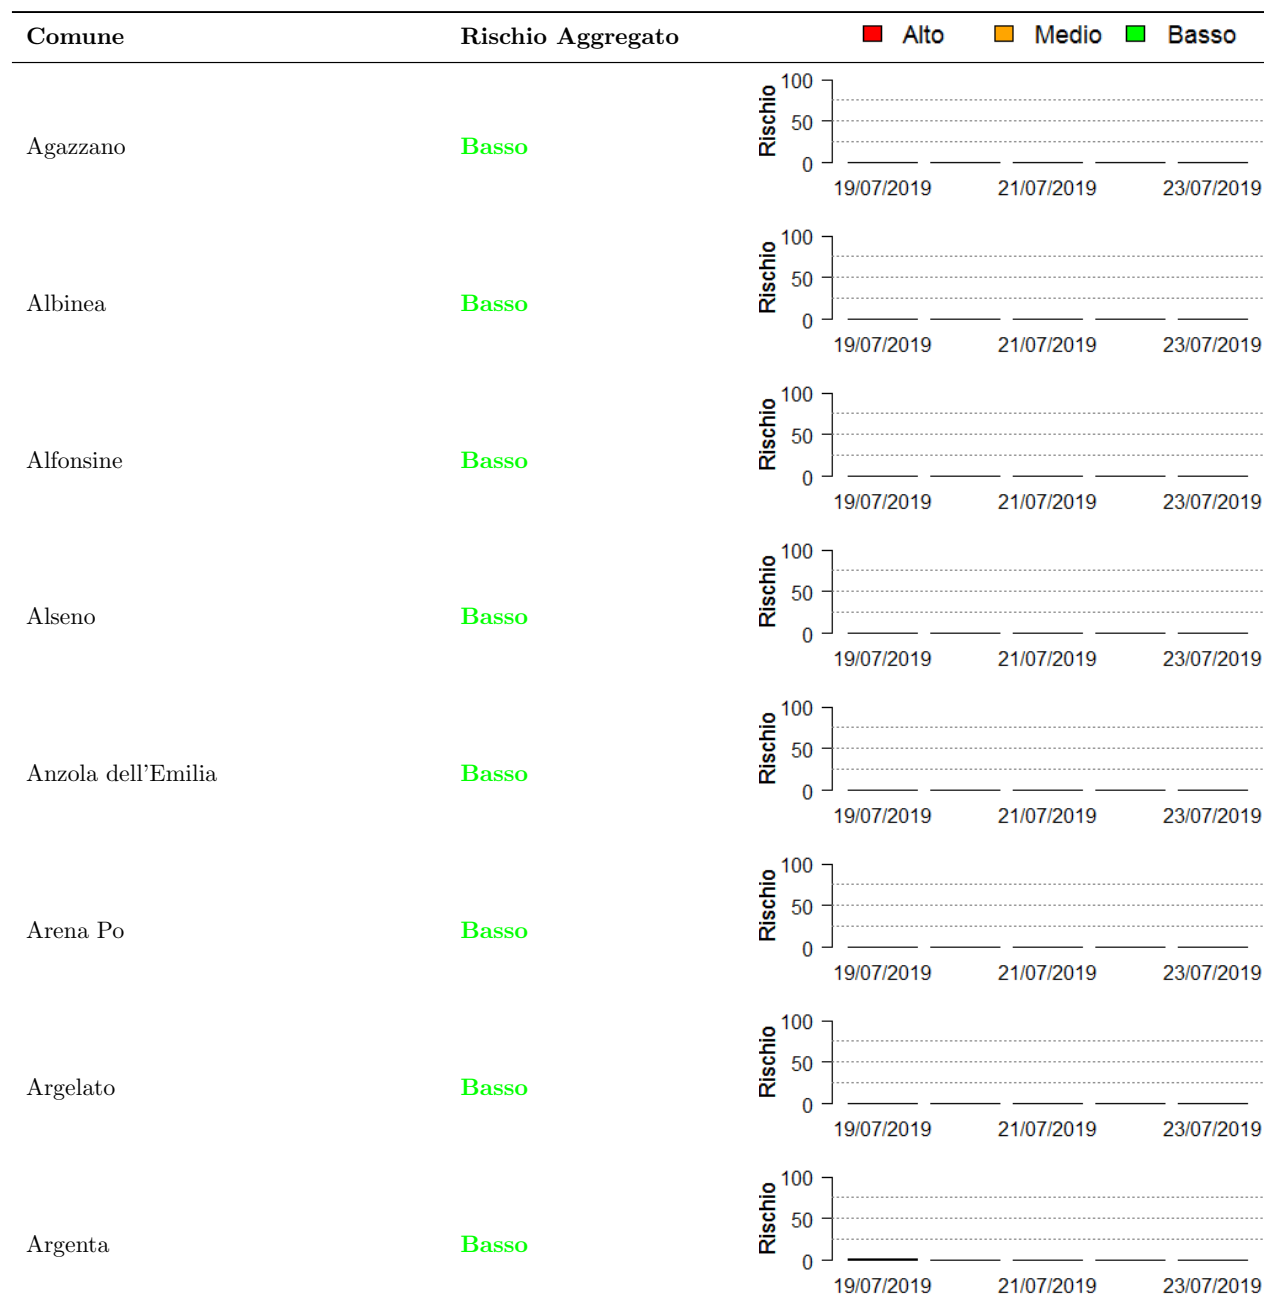 Comune Rischio Aggregato Alto Medio Basso
Agazzano Basso Rischio 100 50 0
19/07/2019 21/07/2019 23/07/2019
Albinea Basso Rischio 100 50 0
19/07/2019 21/07/2019 23/07/2019
Alfonsine Basso Rischio 100 50 0
19/07/2019 21/07/2019 23/07/2019
Alseno Basso Rischio 100 50 0
19/07/2019 21/07/2019 23/07/2019
Anzola dell'Emilia Basso Rischio 100 50 0
19/07/2019 21/07/2019 23/07/2019
Arena Po Basso Rischio 100 50 0
19/07/2019 21/07/2019 23/07/2019
Argelato Basso Rischio 100 50 0
19/07/2019 21/07/2019 23/07/2019
Argenta Basso Rischio 100 50 0
19/07/2019 21/07/2019 23/07/2019